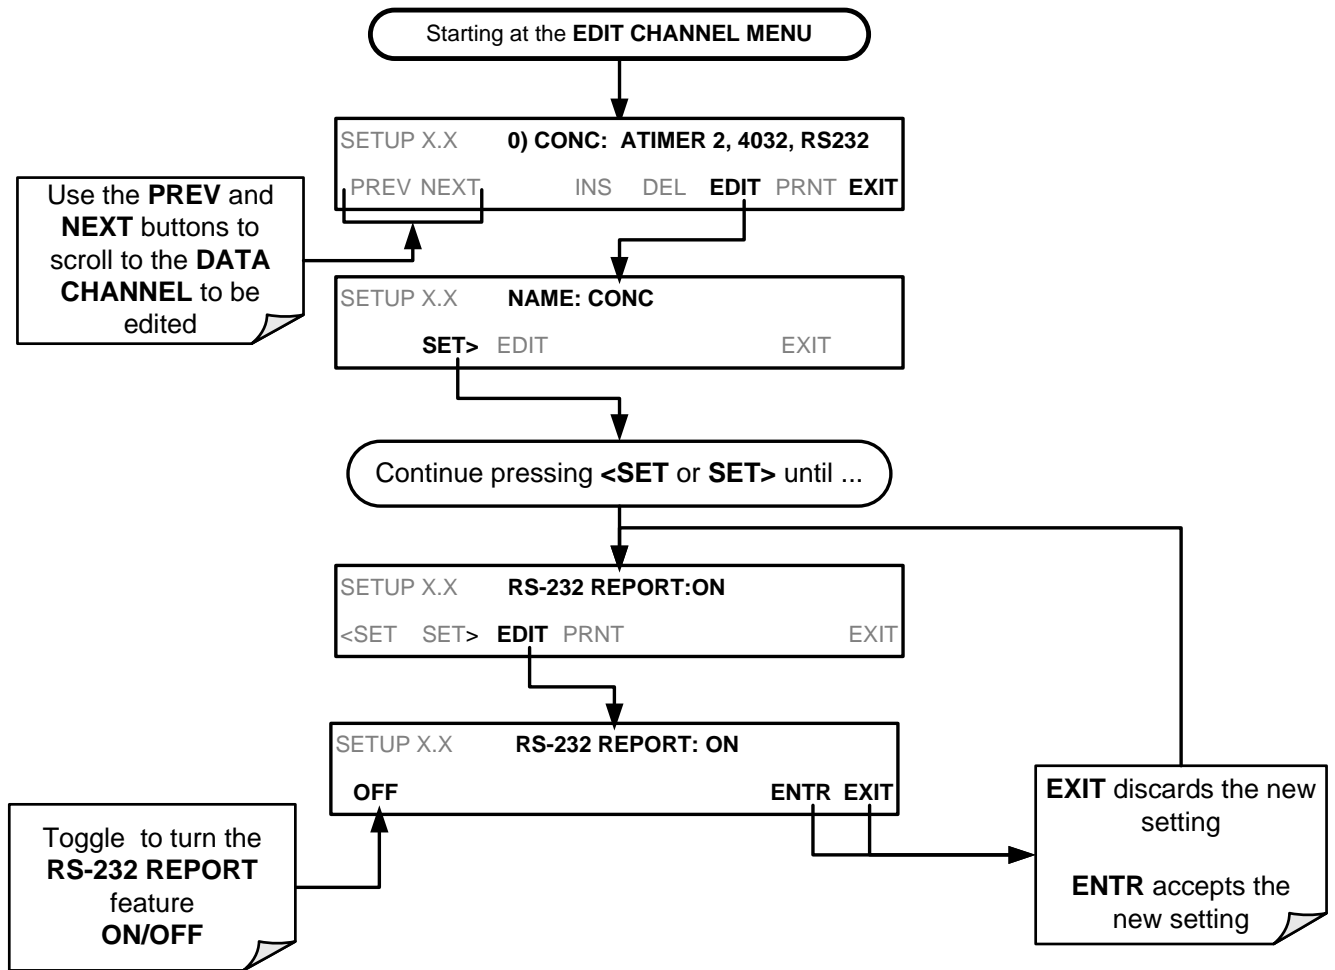 Starting at the EDIT CHANNEL MENU
SETUP X.X 0) CONC: ATIMER 2, 4032, RS232
PREV NEXT INS DEL EDIT PRNT EXIT
Use the PREV and
NEXT buttons to
scroll to the DATA
CHANNEL to be
edited
SETUP X.X NAME: CONC
SET> EDIT EXIT
Continue pressing <SET or SET> until ...
SETUP X.X RS-232 REPORT:ON
<SET SET> EDIT PRNT EXIT
SETUP X.X RS-232 REPORT: ON
OFF ENTR EXIT
Toggle to turn the
RS-232 REPORT
feature
ON/OFF
EXIT discards the new
setting
ENTR accepts the
new setting